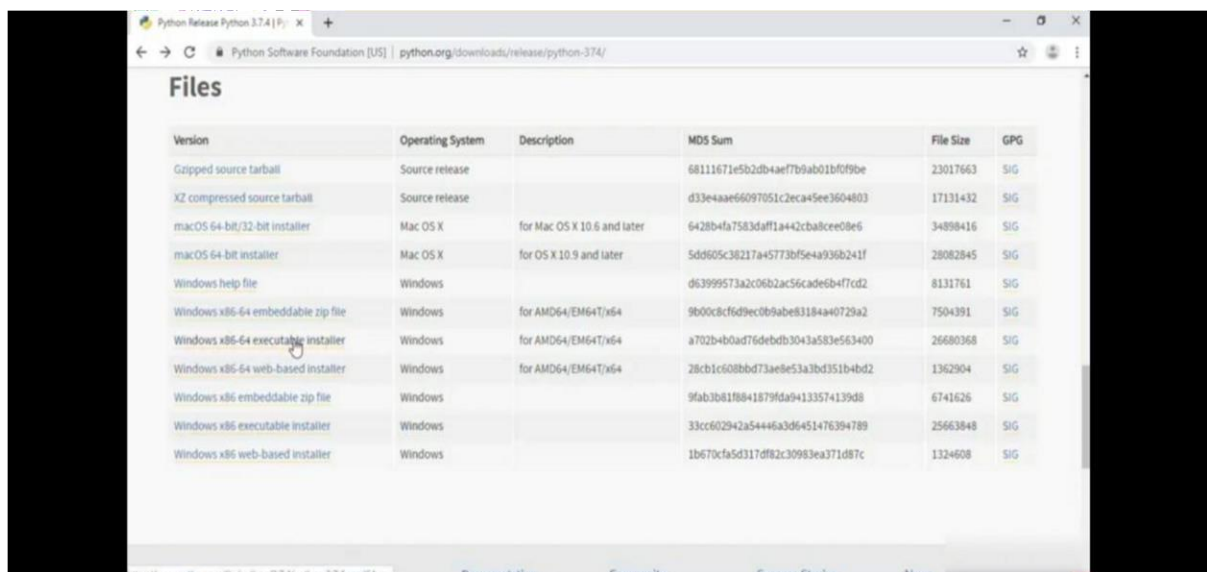 Python Release Python 3.7.4 | Py
Python Software Foundation [US] | python.org/downloads/release/python-374/
Files
Version Operating System Description MD5 Sum File Size GPG
Gzipped source tarball Source release 68111671e5b2db4aef7b9ab01bf0f9be 23017663 SIG
XZ compressed source tarball Source release d33e4aae66097051c2eca45ee3604803 17131432 SIG
macOS 64-bit/32-bit installer Mac OS X for Mac OS X 10.6 and later 6428b4fa7583daff1a442cba8cee08e6 34898416 SIG
macOS 64-bit installer Mac OS X for OS X 10.9 and later 5dd605c38217a45773bf5e4a936b241f 28082845 SIG
Windows help file Windows d63999573a2c06b2ac56cade6b4f7cd2 8131761 SIG
Windows x86-64 embeddable zip file Windows for AMD64/EM64T/x64 9b00c8cf6d9ec0b9abe83184a40729a2 7504391 SIG
Windows x86-64 executable installer Windows for AMD64/EM64T/x64 a702b4b0ad76debdb3043a583e563400 26680368 SIG
Windows x86-64 web-based installer Windows for AMD64/EM64T/x64 28cb1c608bbd73ae8e53a3bd351b4bd2 1362904 SIG
Windows x86 embeddable zip file Windows 9fab3b81f8841879fda94133574139d8 6741626 SIG
Windows x86 executable installer Windows 33cc602942a54446a3d6451476394789 25663848 SIG
Windows x86 web-based installer Windows 1b670cfa5d317df82c30983ea371d87c 1324608 SIG